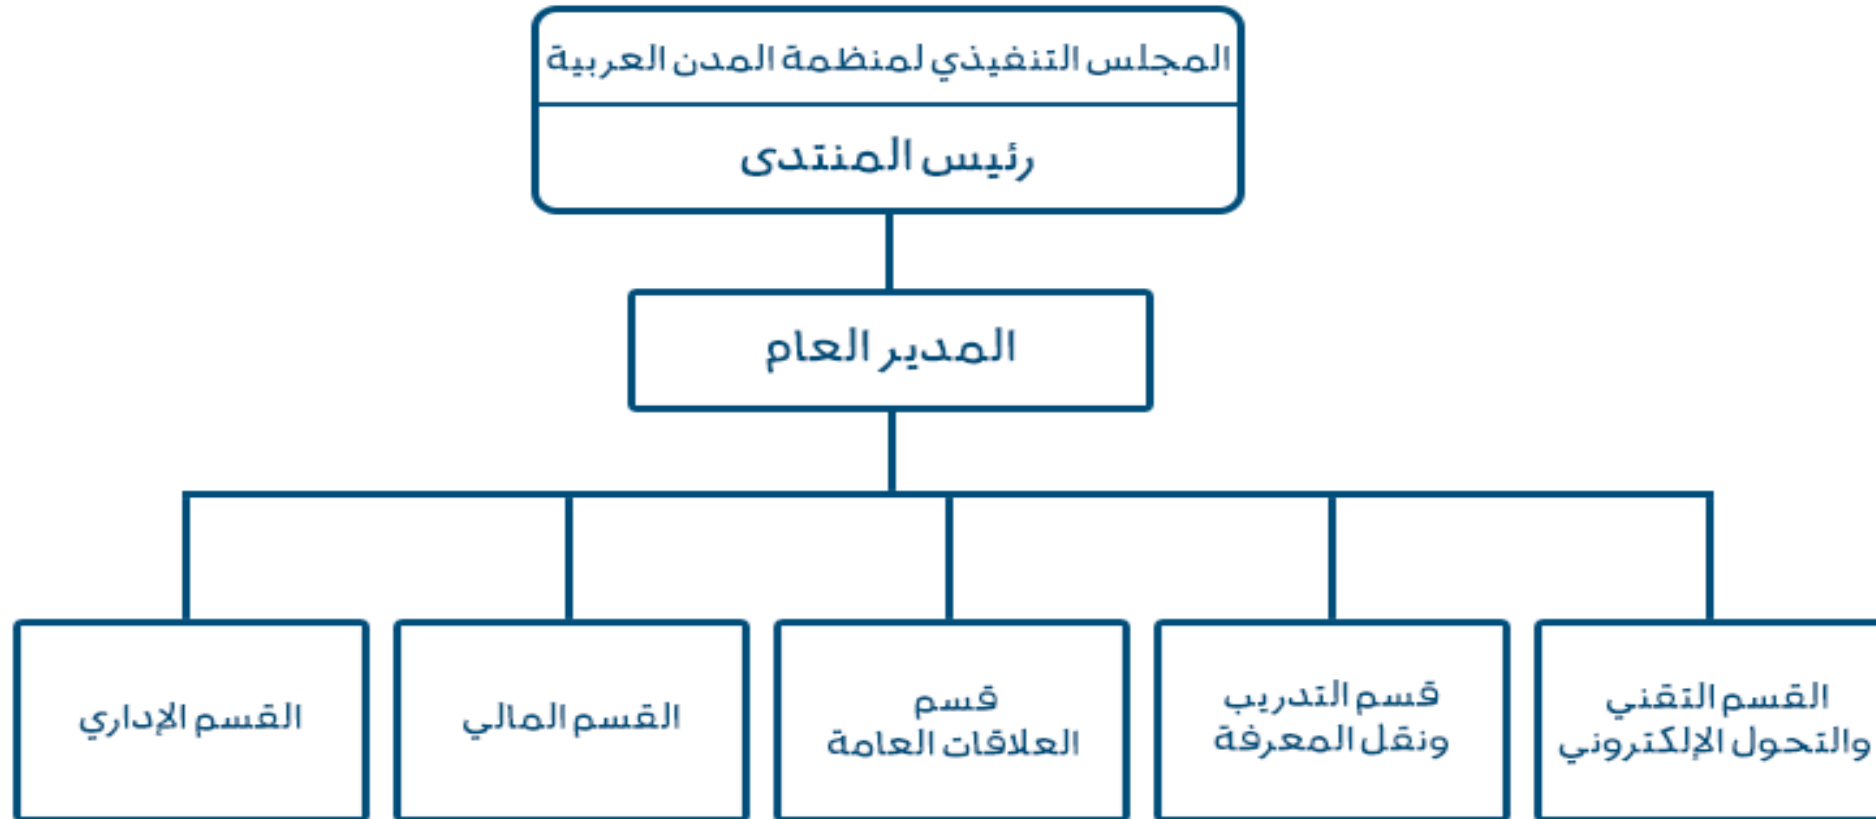 المجلس التنفيذي لمنظمة المدن العربية
رئيس المنتدى
المدير العام
القسم التقني
والتحول الإلكتروني
قسم التدريب
ونقل المعرفة
قسم
العلاقات العامة
القسم المالي
القسم الإداري